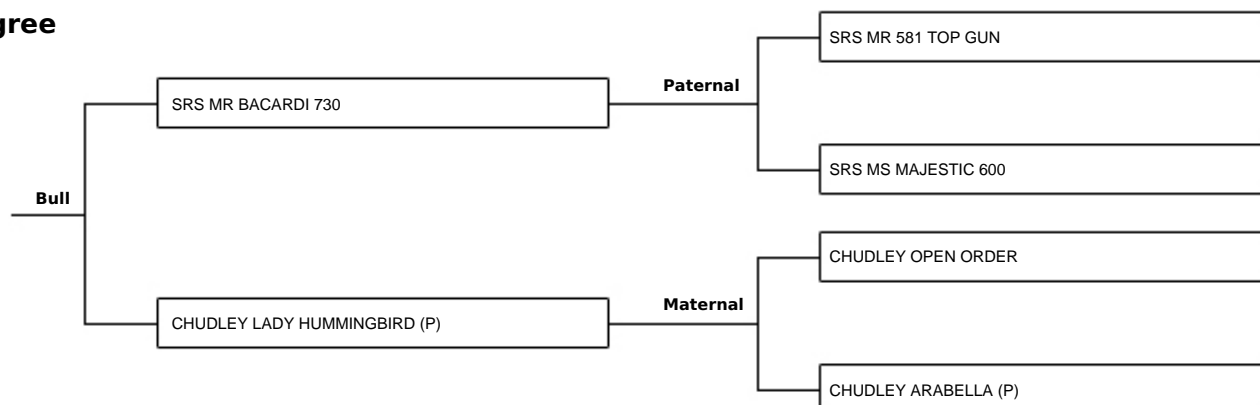 gree
SRS MR 581 TOP GUN
SRS MR BACARDI 730
Paternal
SRS MS MAJESTIC 600
Bull
CHUDLEY OPEN ORDER
CHUDLEY LADY HUMMINGBIRD (P)
Maternal
CHUDLEY ARABELLA (P)